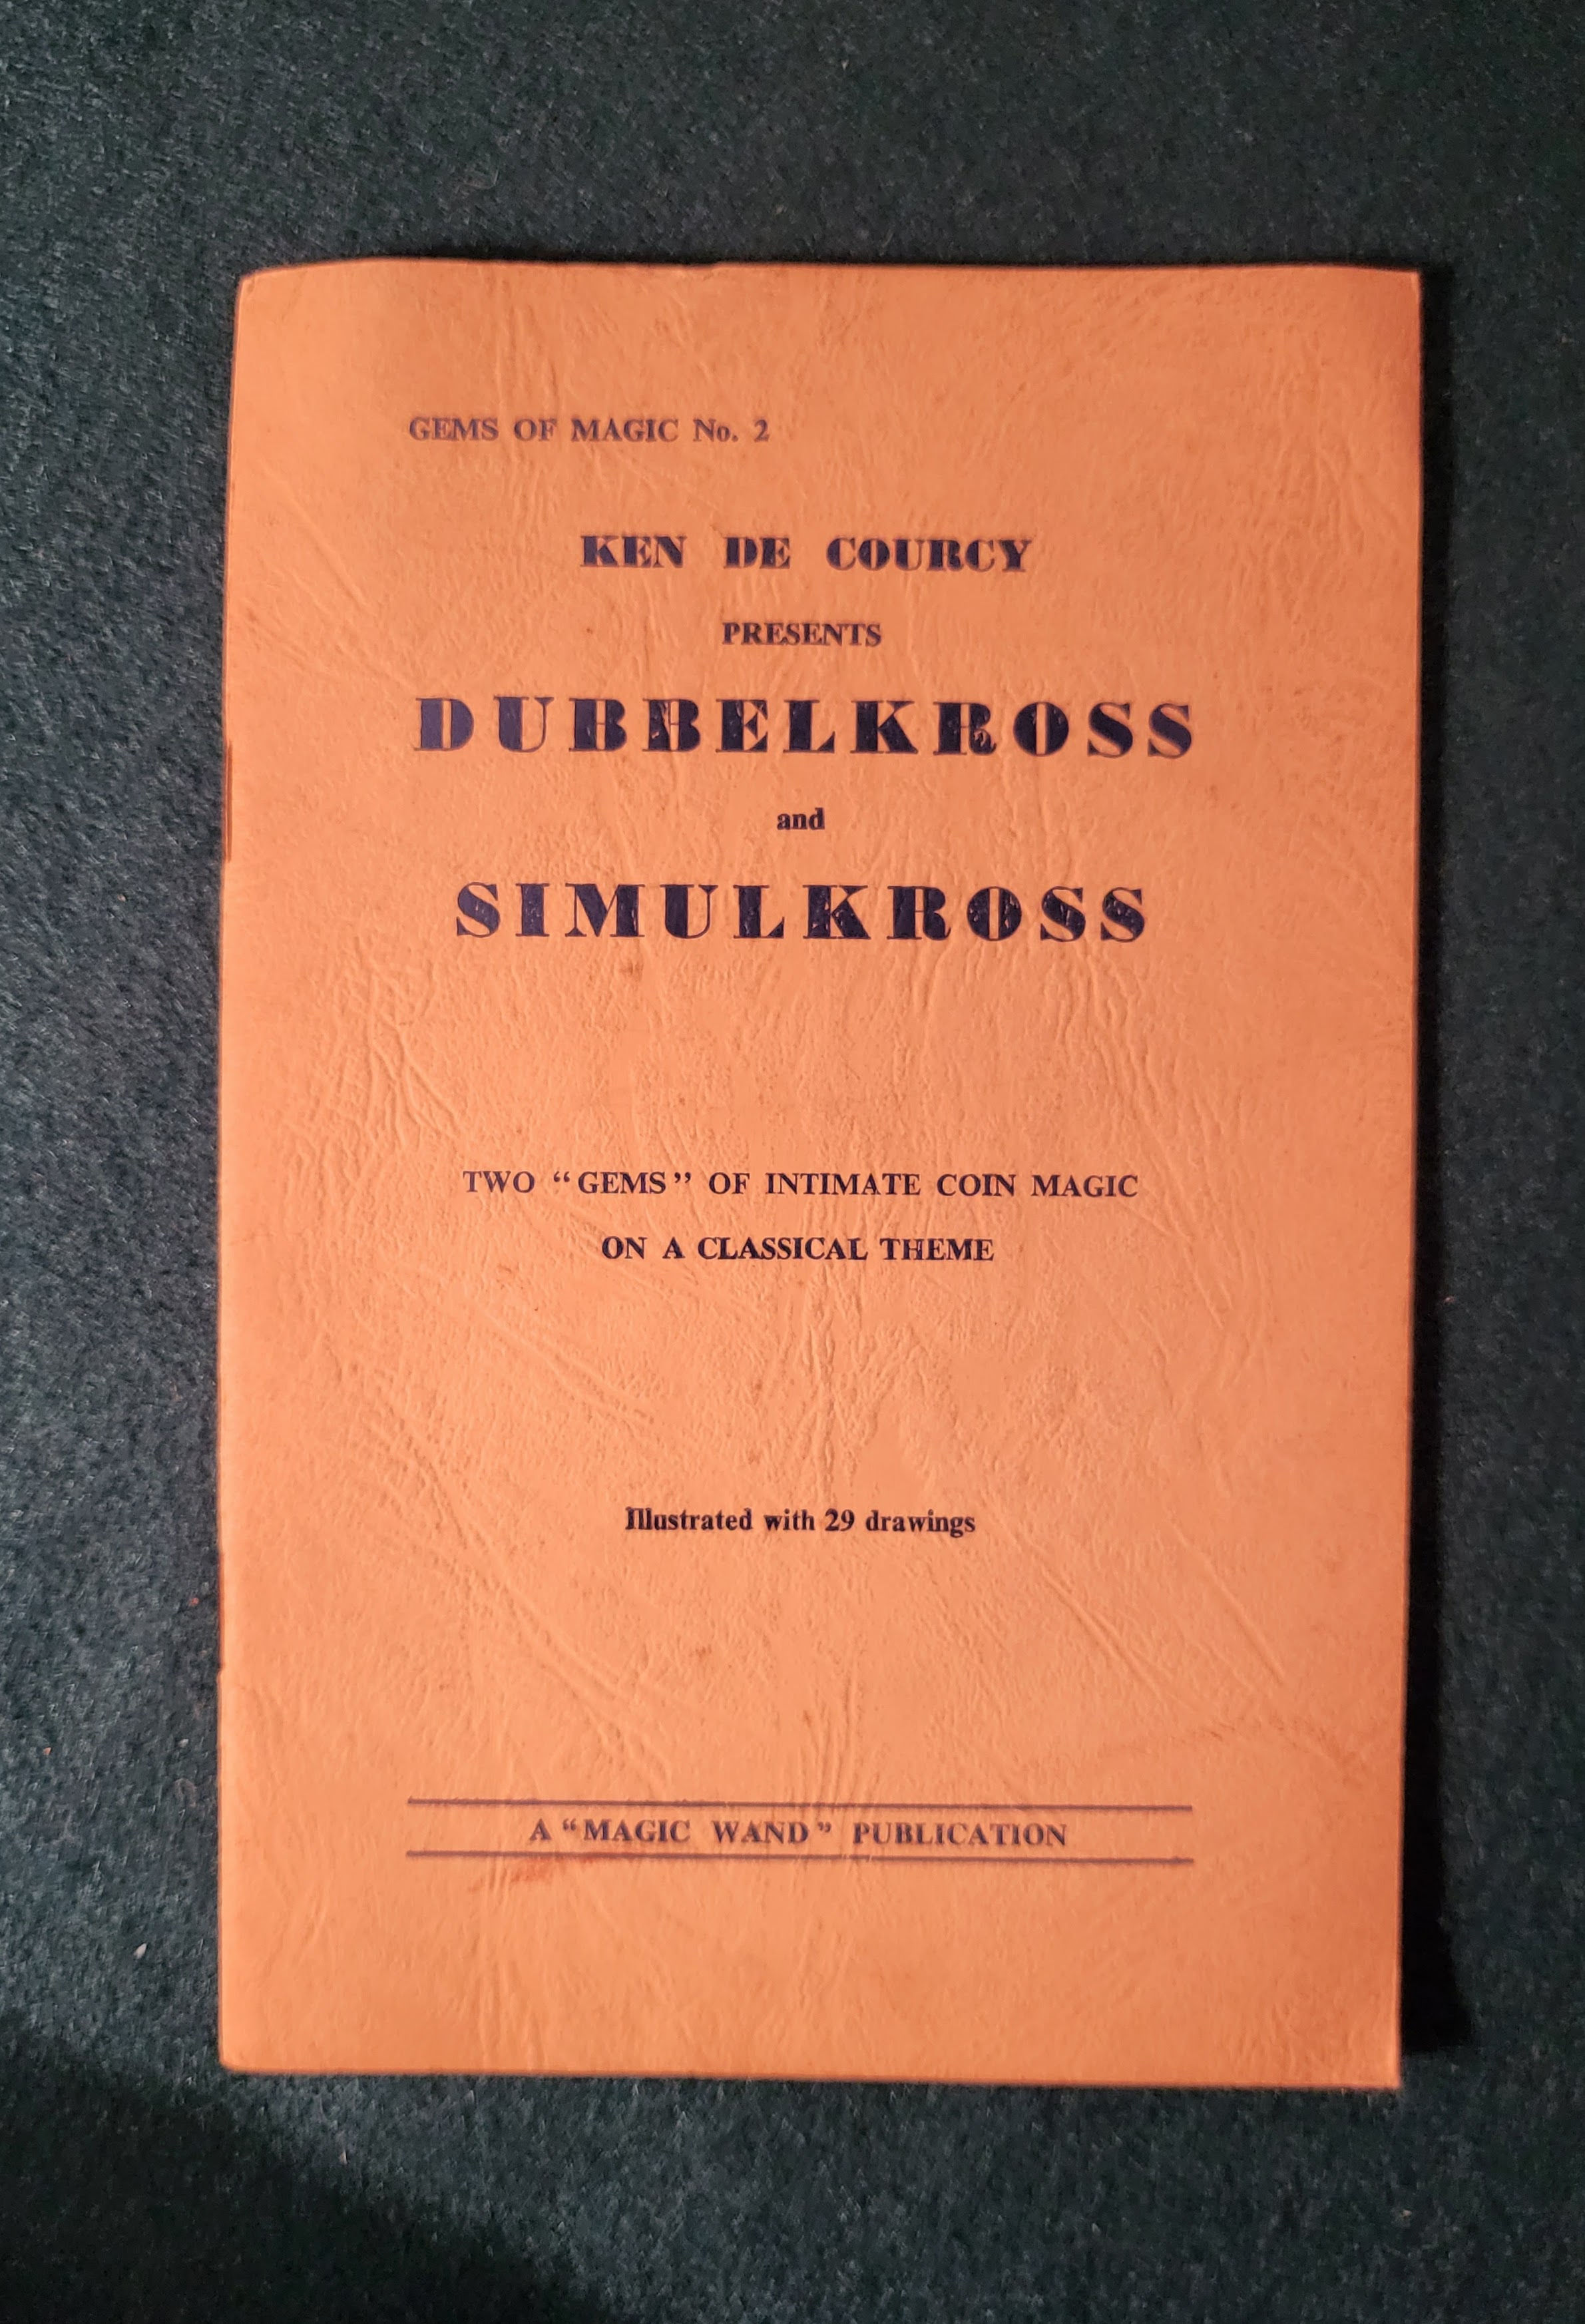 GEMS OF MAGIC No. 2
KEN DE COURCY
PRESENTS
DUBBELKROSS
and
SIMULKROSS
TWO “GEMS” OF INTIMATE COIN MAGIC
ON A CLASSICAL THEME
Illustrated with 29 drawings
A “MAGIC WAND” PUBLICATION